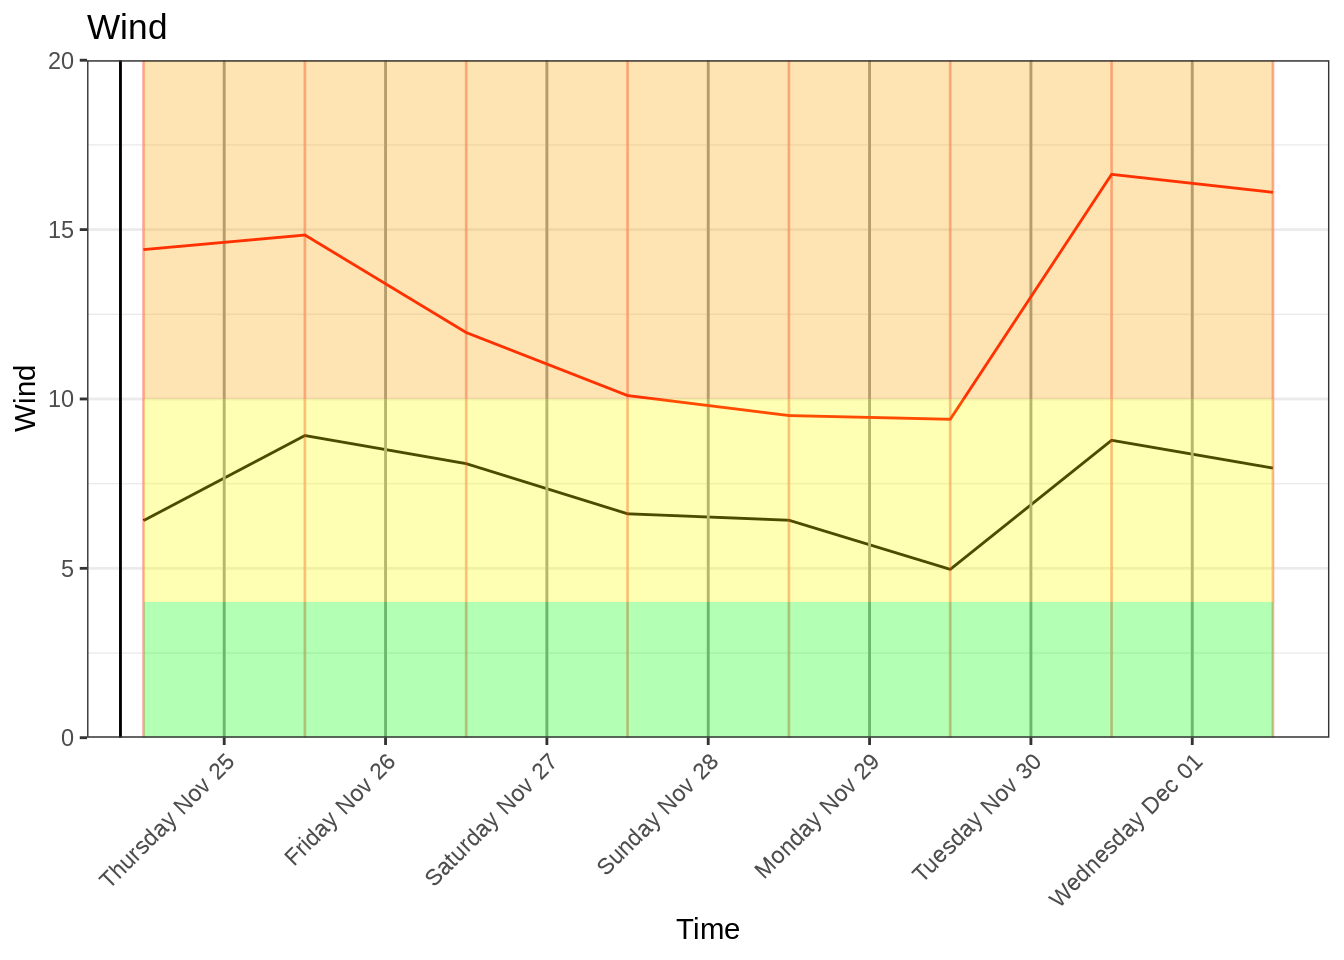 Wind
20
15
10
5
0
Wind
Thursday Nov 25
Friday Nov 26
Saturday Nov 27
Sunday Nov 28
Monday Nov 29
Tuesday Nov 30
Wednesday Dec 01
Time